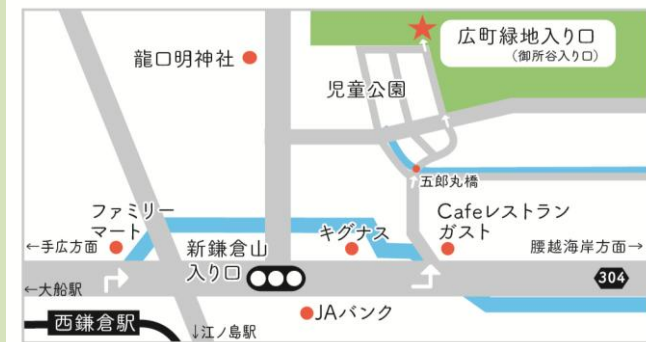 広町緑地入り口
（御所谷入り口）
龍口明神社
児童公園
五郎丸橋
ファミリー
マート
Cafeレストラン
ガスト
キグナス
新鎌倉山
入り口
←手広方面
腰越海岸方面→
304
←大船駅
JAバンク
西鎌倉駅
↓江ノ島駅